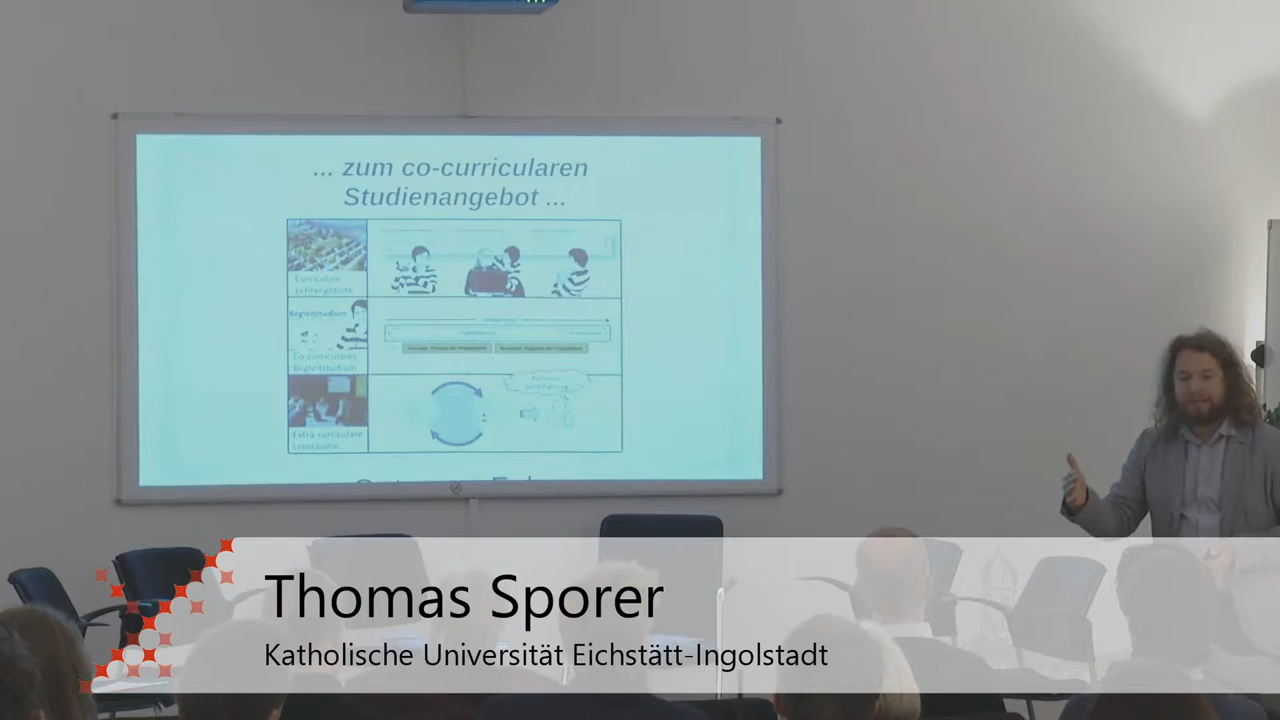 ... zum co-curricularen
Studienangebot ...
Curriculare
Lehrangebote
Begleitstudium
Co-curriculares
Begleitstudium
Extra-curriculare
Lernräume
Thomas Sporer
Katholische Universität Eichstätt-Ingolstadt